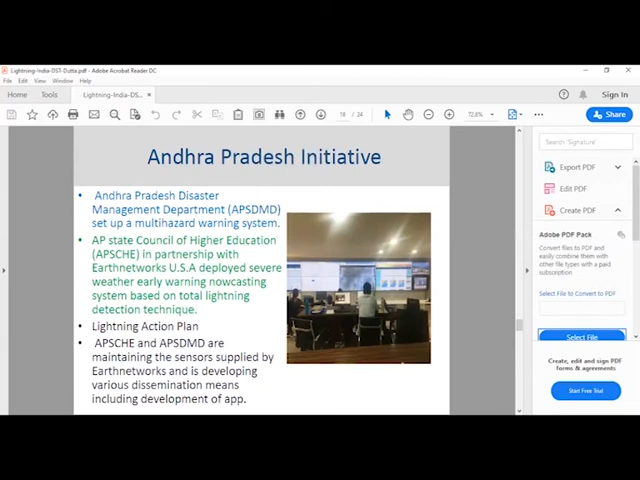 Lightning-India-DST-Dutta.pdf - Adobe Acrobat Reader DC
File Edit View Window Help
Home Tools Lightning-India-DS... × Sign In
18 / 24 72.8% Share
Andhra Pradesh Initiative
• Andhra Pradesh Disaster
Management Department (APSDMD)
set up a multihazard warning system.
• AP state Council of Higher Education
(APSCHE) in partnership with
Earthnetworks U.S.A deployed severe
weather early warning nowcasting
system based on total lightning
detection technique.
• Lightning Action Plan
• APSCHE and APSDMD are
maintaining the sensors supplied by
Earthnetworks and is developing
various dissemination means
including development of app.
Search 'Signature'
Export PDF
Edit PDF
Create PDF
Adobe PDF Pack
Convert files to PDF and
easily combine them with
other file types with a paid
subscription
Select File to Convert to PDF
Select File
Create, edit and sign PDF
forms & agreements
Start Free Trial